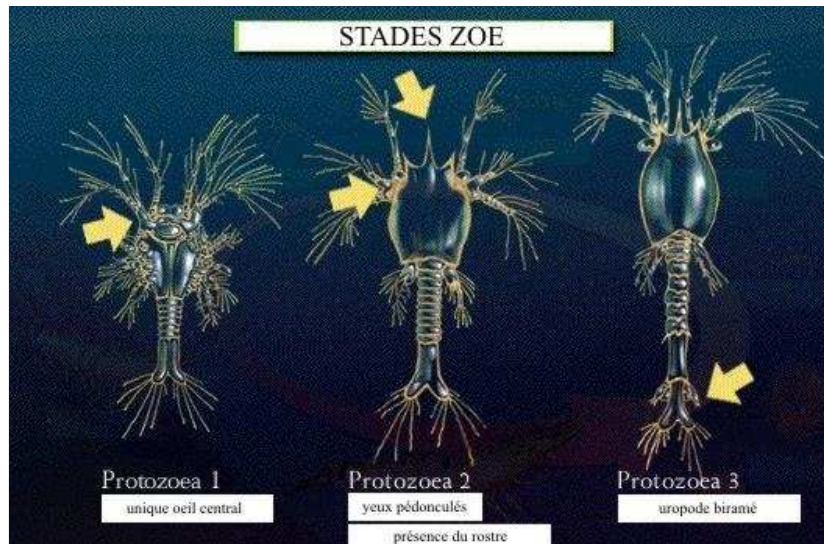 STADES ZOE
Protozoea 1
unique oeil central
Protozoea 2
yeux pédonculés
présence du rostre
Protozoea 3
uropode biramé